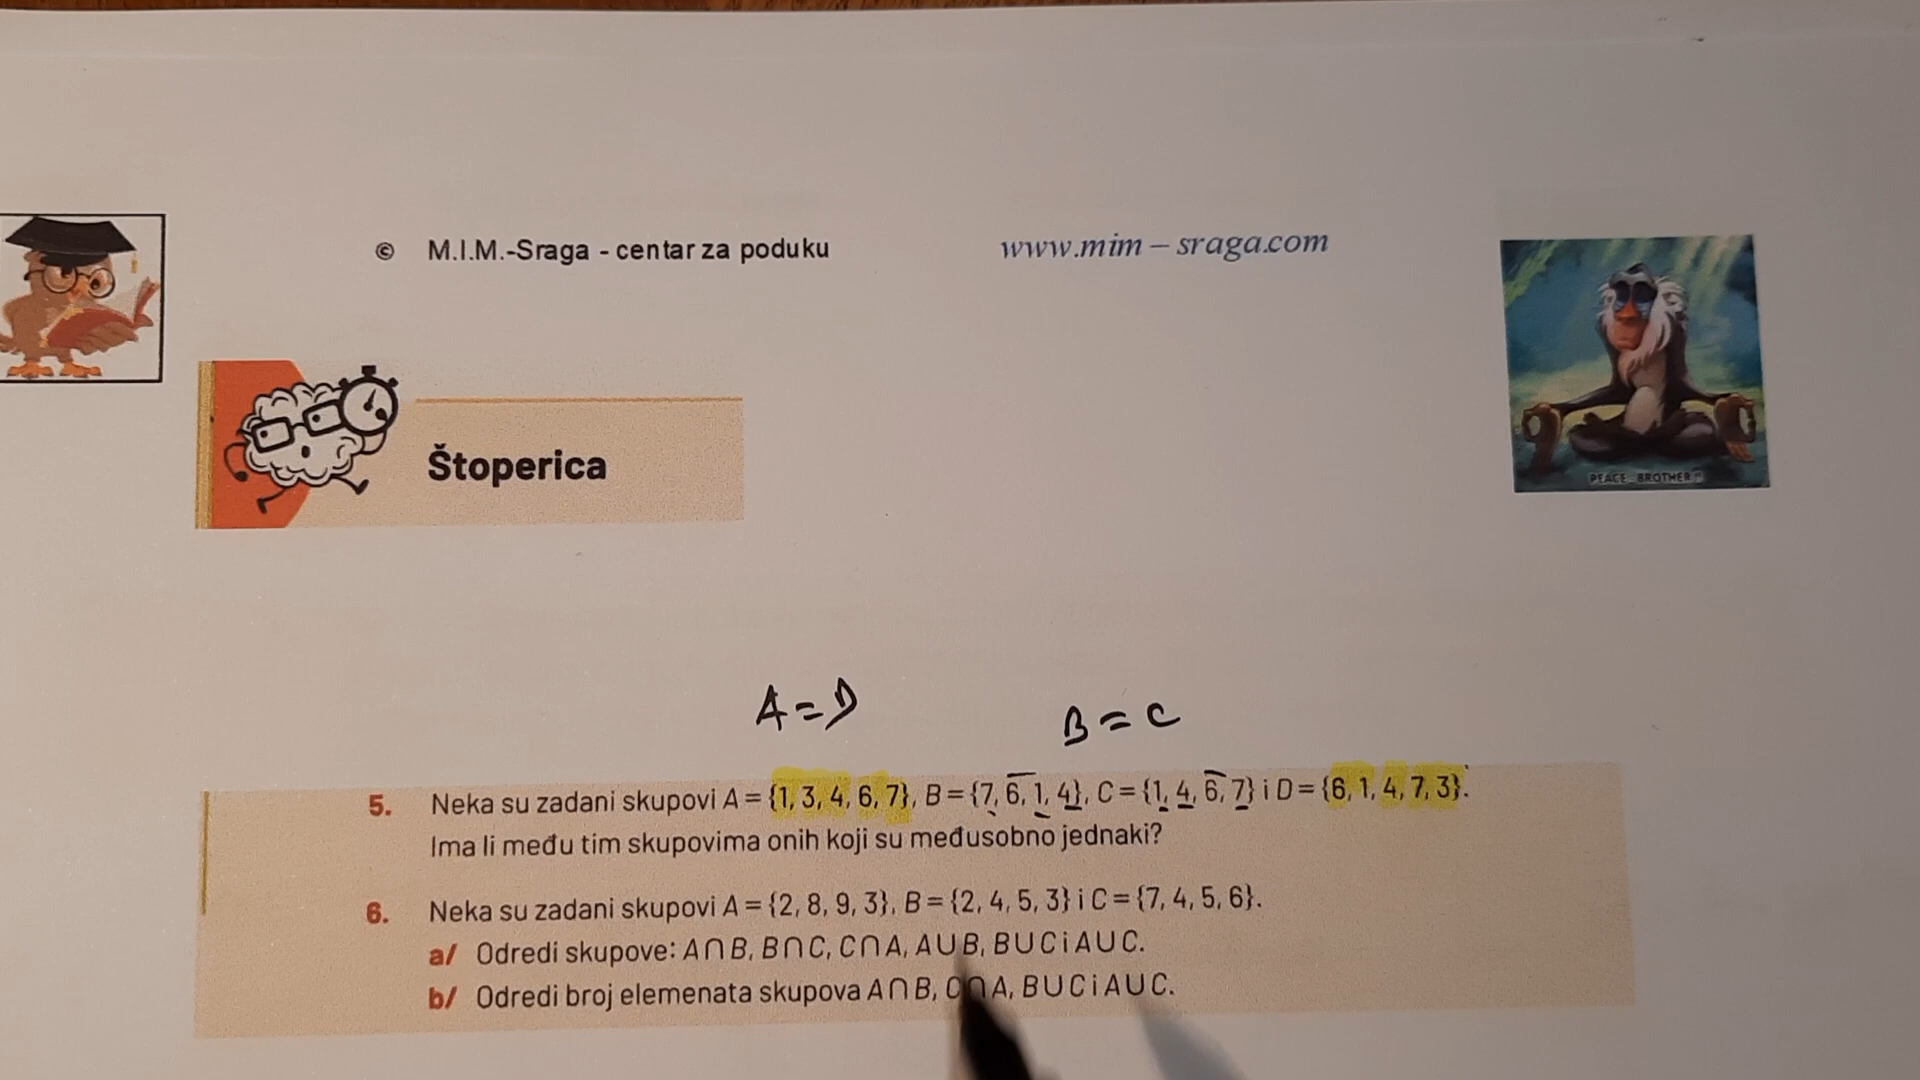 © M.I.M.-Sraga - centar za poduku www.mim-sraga.com
PEACE BROTHER !!
Štoperica
A=D B=C
5. Neka su zadani skupovi A = {1, 3, 4, 6, 7}, B = {7, 6, 1, 4}, C = {1, 4, 6, 7} i D = {6, 1, 4, 7, 3}.
Ima li među tim skupovima onih koji su međusobno jednaki?
6. Neka su zadani skupovi A = {2, 8, 9, 3}, B = {2, 4, 5, 3} i C = {7, 4, 5, 6}.
a/ Odredi skupove: A∩B, B∩C, C∩A, A∪B, B∪C i A∪C.
b/ Odredi broj elemenata skupova A∩B, C∩A, B∪C i A∪C.